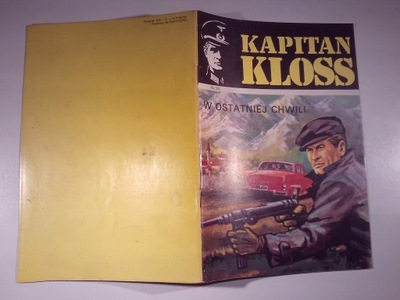 KAPITAN
KLOSS
W OSTATNIEJ CHWILI...